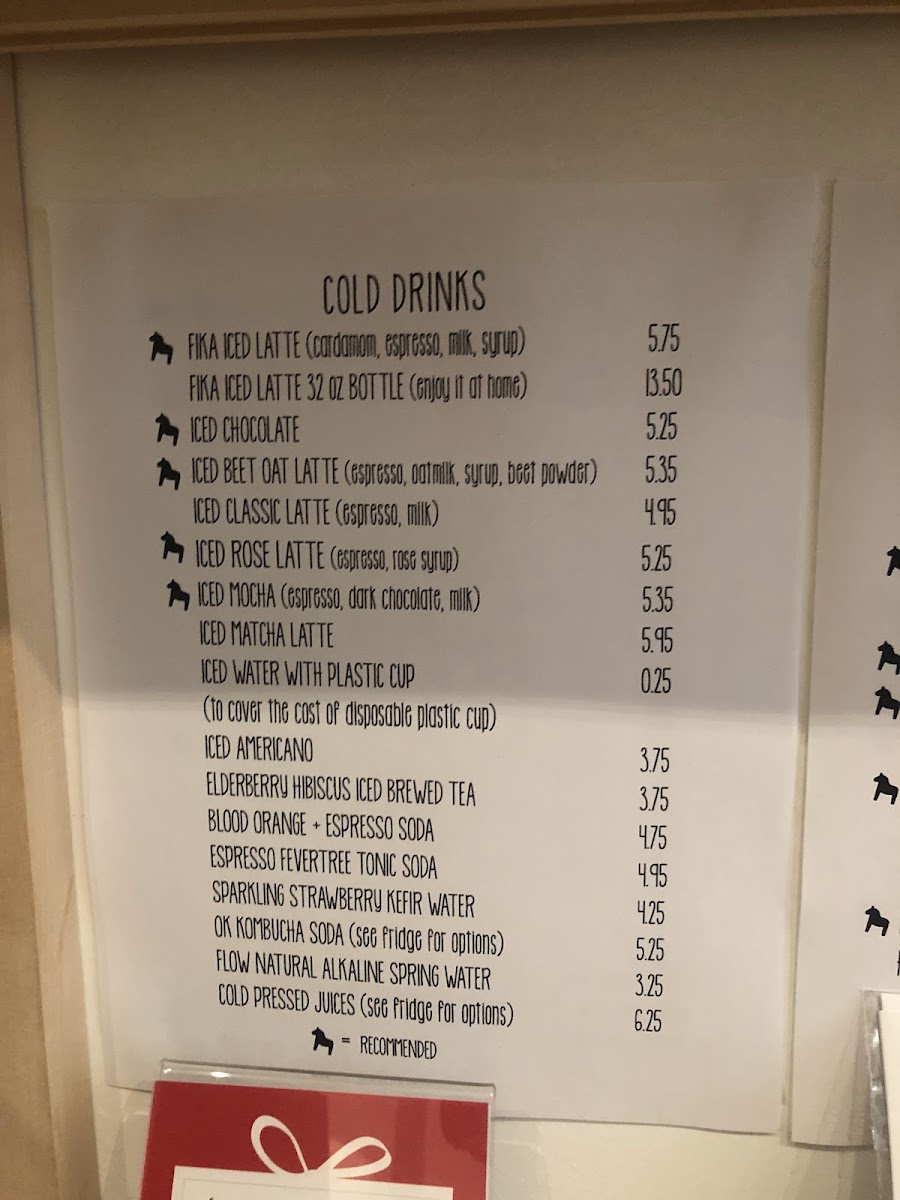 COLD DRINKS
FIKA ICED LATTE (cardamom, espresso, milk, syrup) 5.75
FIKA ICED LATTE 32 oz BOTTLE (enjoy it at home) 13.50
ICED CHOCOLATE 5.25
ICED BEET OAT LATTE (espresso, oatmilk, syrup, beet powder) 5.35
ICED CLASSIC LATTE (espresso, milk) 4.95
ICED ROSE LATTE (espresso, rose syrup) 5.25
ICED MOCHA (espresso, dark chocolate, milk) 5.35
ICED MATCHA LATTE 5.95
ICED WATER WITH PLASTIC CUP 0.25
(to cover the cost of disposable plastic cup)
ICED AMERICANO 3.75
ELDERBERRY HIBISCUS ICED BREWED TEA 3.75
BLOOD ORANGE + ESPRESSO SODA 4.75
ESPRESSO FEVERTREE TONIC SODA 4.95
SPARKLING STRAWBERRY KEFIR WATER 4.25
OK KOMBUCHA SODA (see fridge for options) 5.25
FLOW NATURAL ALKALINE SPRING WATER 3.25
COLD PRESSED JUICES (see fridge for options) 6.25
= RECOMMENDED